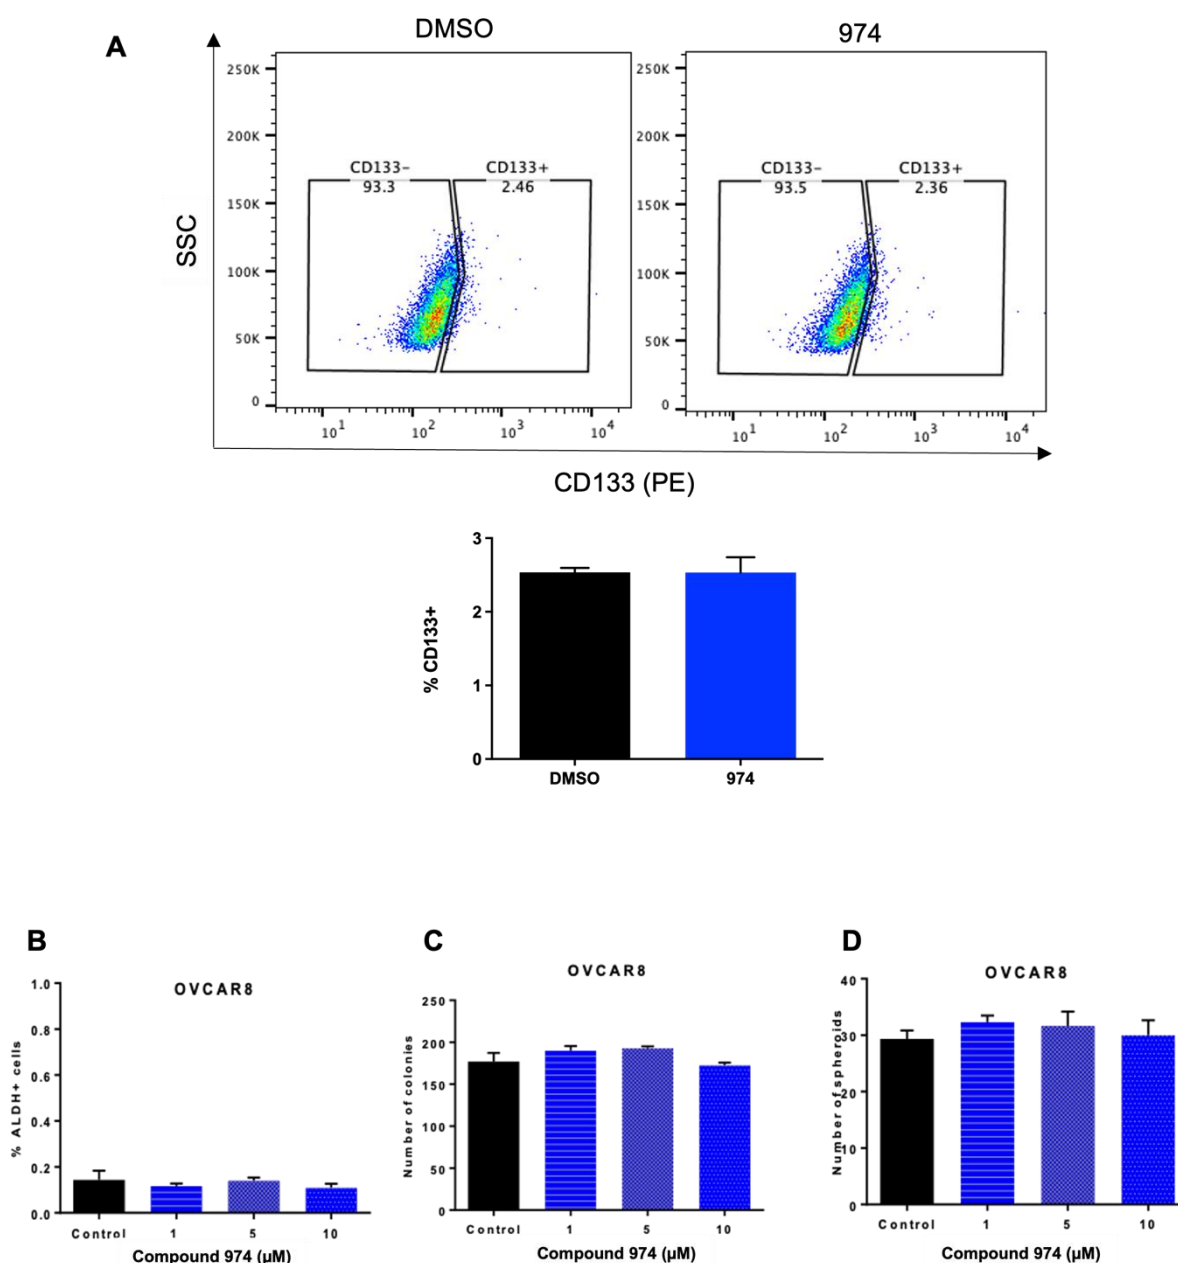 A
DMSO
974
250K
200K
150K
100K
50K
0
CD133-
93.3
CD133+
2.46
10^1
10^2
10^3
10^4
250K
200K
150K
100K
50K
0
CD133-
93.5
CD133+
2.36
10^1
10^2
10^3
10^4
SSC
CD133 (PE)
3
2
1
0
% CD133+
DMSO
974
B
OVCAR8
1.0
0.8
0.6
0.4
0.2
0.0
% ALDH+ cells
Control 1 5 10
Compound 974 (µM)
C
OVCAR8
250
200
150
100
50
0
Number of colonies
Control 1 5 10
Compound 974 (µM)
D
OVCAR8
40
30
20
10
0
Number of spheroids
Control 1 5 10
Compound 974 (µM)